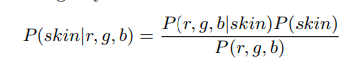 P(skin|r, g, b) = P(r, g, b|skin)P(skin) / P(r, g, b)